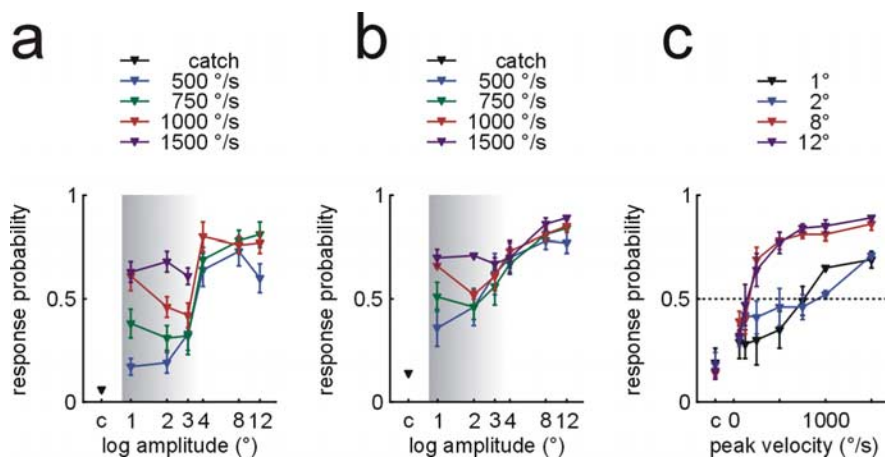 a
catch
500 °/s
750 °/s
1000 °/s
1500 °/s
response probability
1
0.5
0
c 1 2 3 4 8 12
log amplitude (°)
b
catch
500 °/s
750 °/s
1000 °/s
1500 °/s
response probability
1
0.5
0
c 1 2 3 4 8 12
log amplitude (°)
c
1°
2°
8°
12°
response probability
1
0.5
0
c 0 1000
peak velocity (°/s)